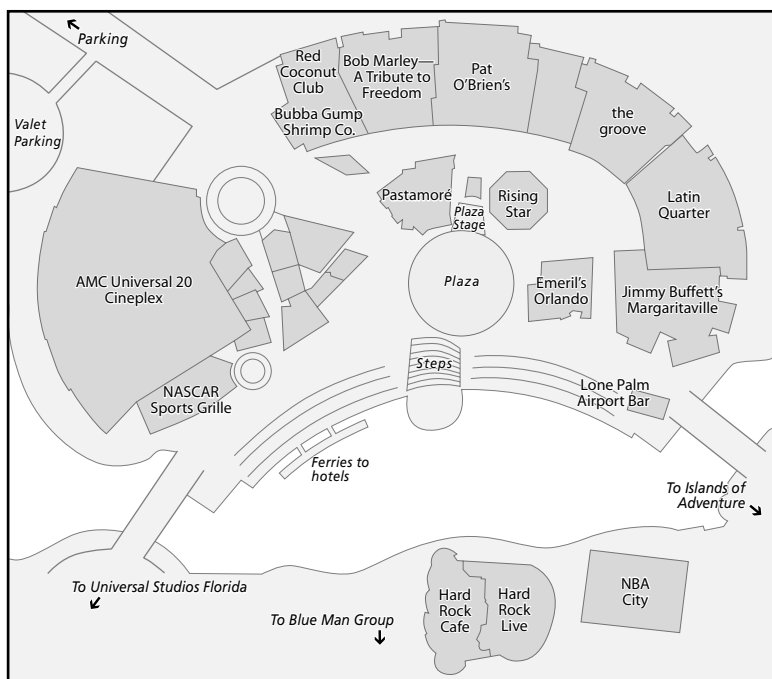 Parking
Valet
Parking
Red
Coconut
Club
Bubba Gump
Shrimp Co.
Bob Marley—
A Tribute to
Freedom
Pat
O’Brien’s
the
groove
Latin
Quarter
Pastamoré
Plaza
Stage
Rising
Star
Plaza
Emeril’s
Orlando
Jimmy Buffett’s
Margaritaville
AMC Universal 20
Cineplex
NASCAR
Sports Grille
Steps
Lone Palm
Airport Bar
Ferries to
hotels
To Islands of
Adventure
To Universal Studios Florida
To Blue Man Group
Hard
Rock
Cafe
Hard
Rock
Live
NBA
City